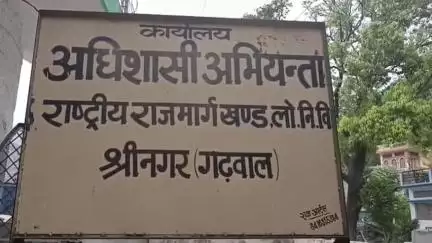 कार्यालय
अधिशासी अभियन्ता
राष्ट्रीय राजमार्ग खण्ड, लो.नि.वि
श्रीनगर (गढ़वाल)